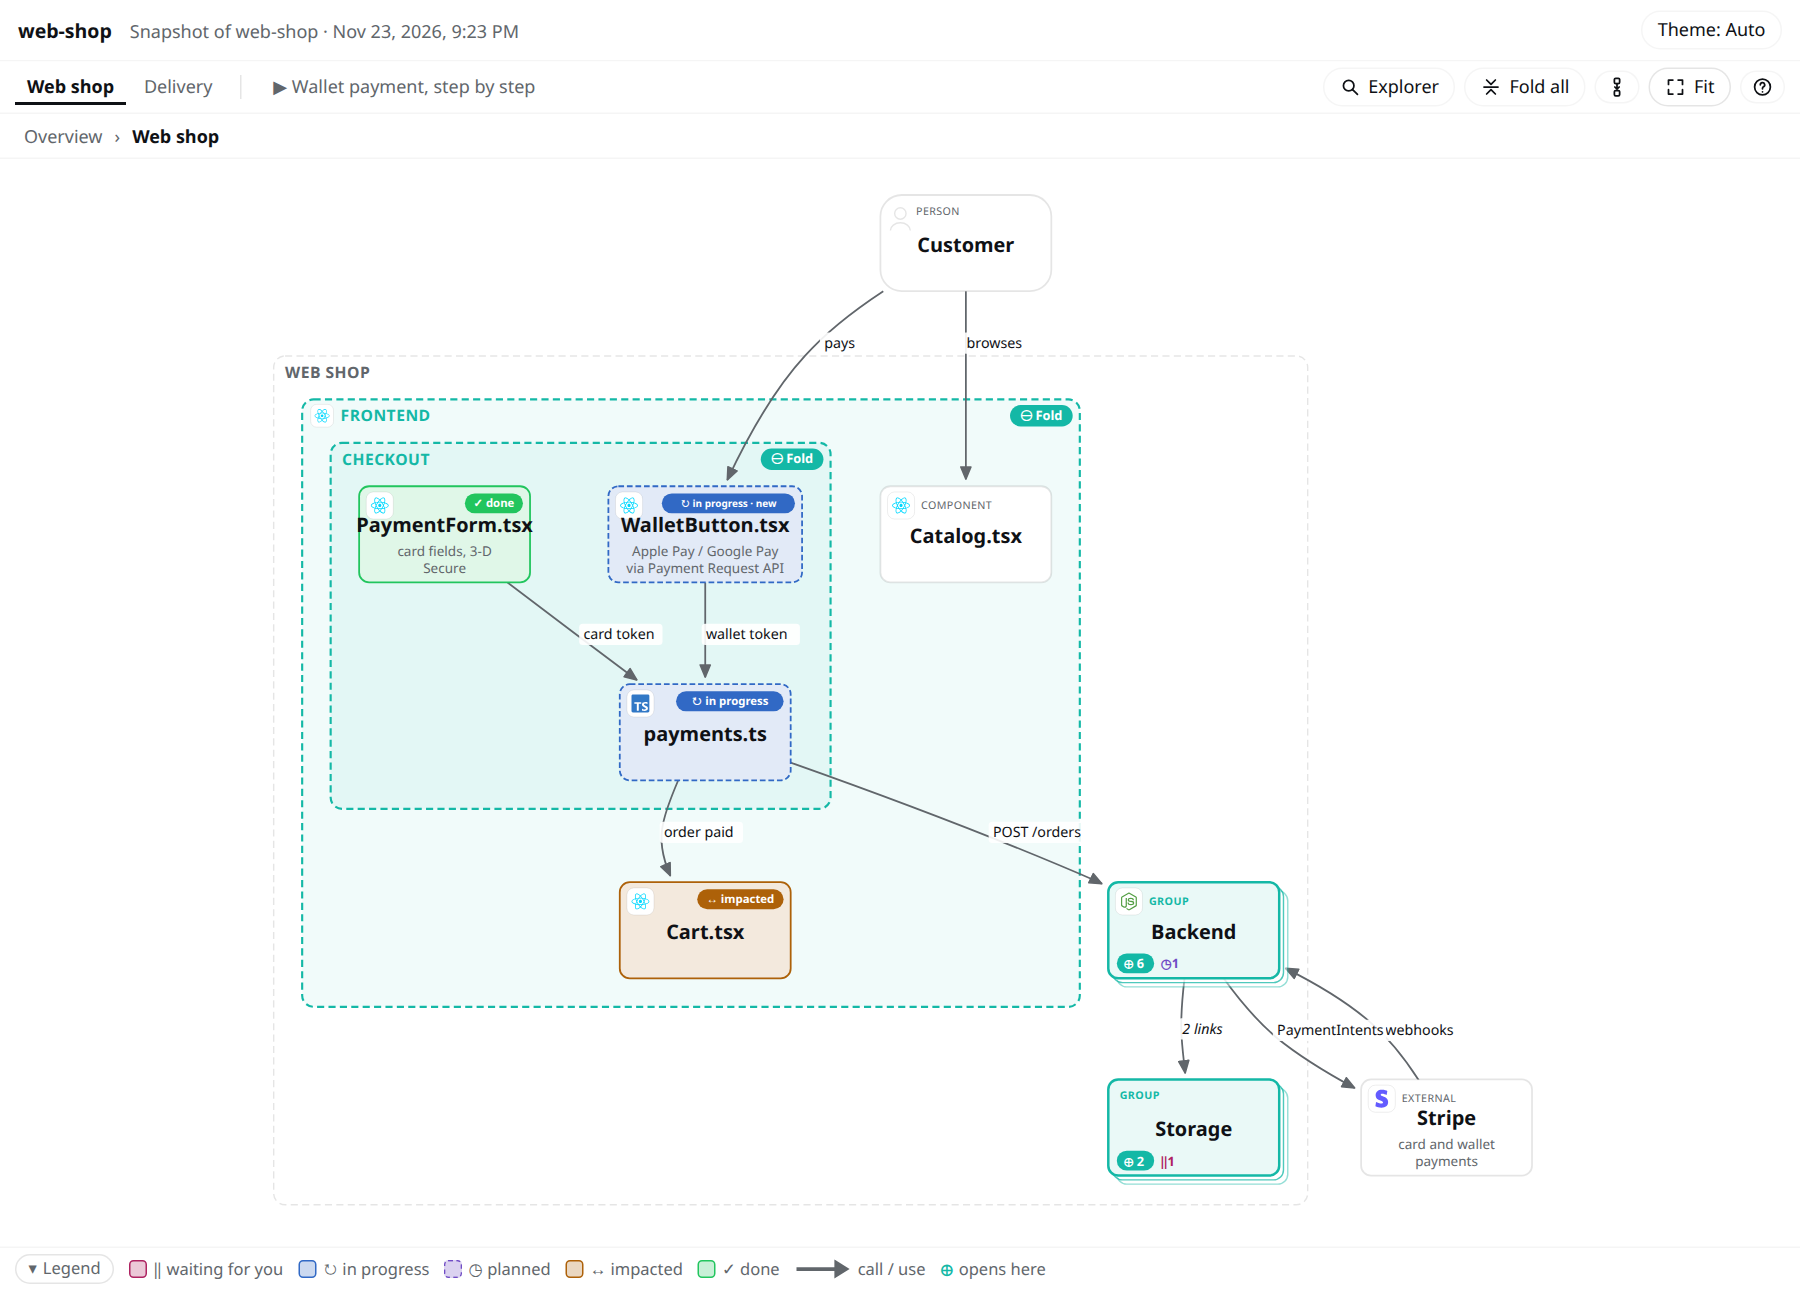 web-shop Snapshot of web-shop · Nov 23, 2026, 9:23 PM Theme: Auto
Web shop Delivery ▶ Wallet payment, step by step Explorer Fold all Fit
Overview › Web shop
PERSON
Customer
pays
browses
WEB SHOP
FRONTEND
Fold
CHECKOUT
Fold
✓ done
PaymentForm.tsx
card fields, 3-D
Secure
↻ in progress · new
WalletButton.tsx
Apple Pay / Google Pay
via Payment Request API
COMPONENT
Catalog.tsx
card token
wallet token
TS
↻ in progress
payments.ts
order paid
POST /orders
↔ impacted
Cart.tsx
GROUP
Backend
⊕ 6 ◷1
2 links
PaymentIntents
webhooks
GROUP
Storage
⊕ 2 ||1
EXTERNAL
Stripe
card and wallet
payments
▾ Legend || waiting for you ↻ in progress ◷ planned ↔ impacted ✓ done call / use ⊕ opens here